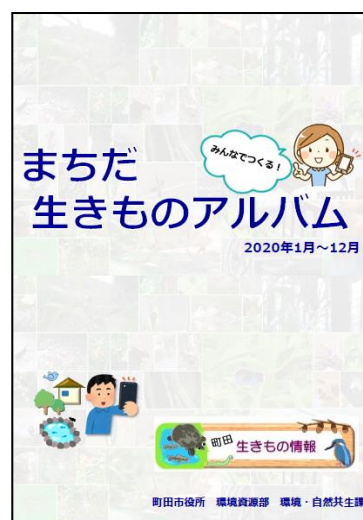 みんなでつくる!
まちだ
生きものアルバム
2020年1月~12月
町田 生きもの情報
町田市役所 環境資源部 環境・自然共生課